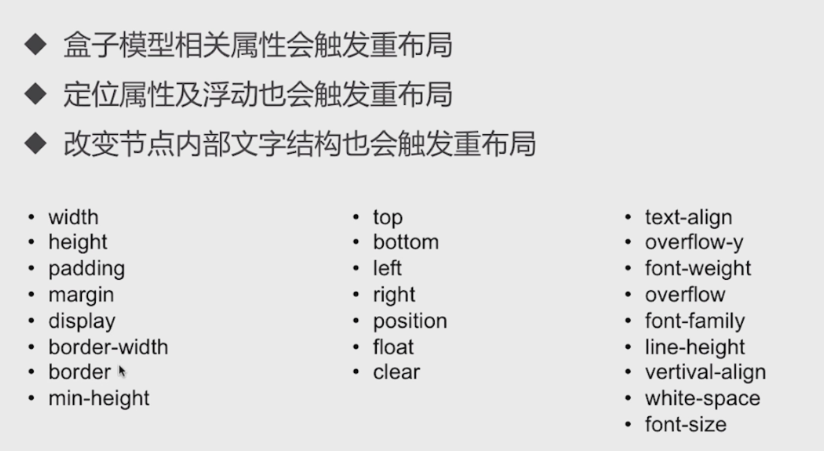 ◆ 盒子模型相关属性会触发重布局
◆ 定位属性及浮动也会触发重布局
◆ 改变节点内部文字结构也会触发重布局
• width
• height
• padding
• margin
• display
• border-width
• border
• min-height
• top
• bottom
• left
• right
• position
• float
• clear
• text-align
• overflow-y
• font-weight
• overflow
• font-family
• line-height
• vertival-align
• white-space
• font-size